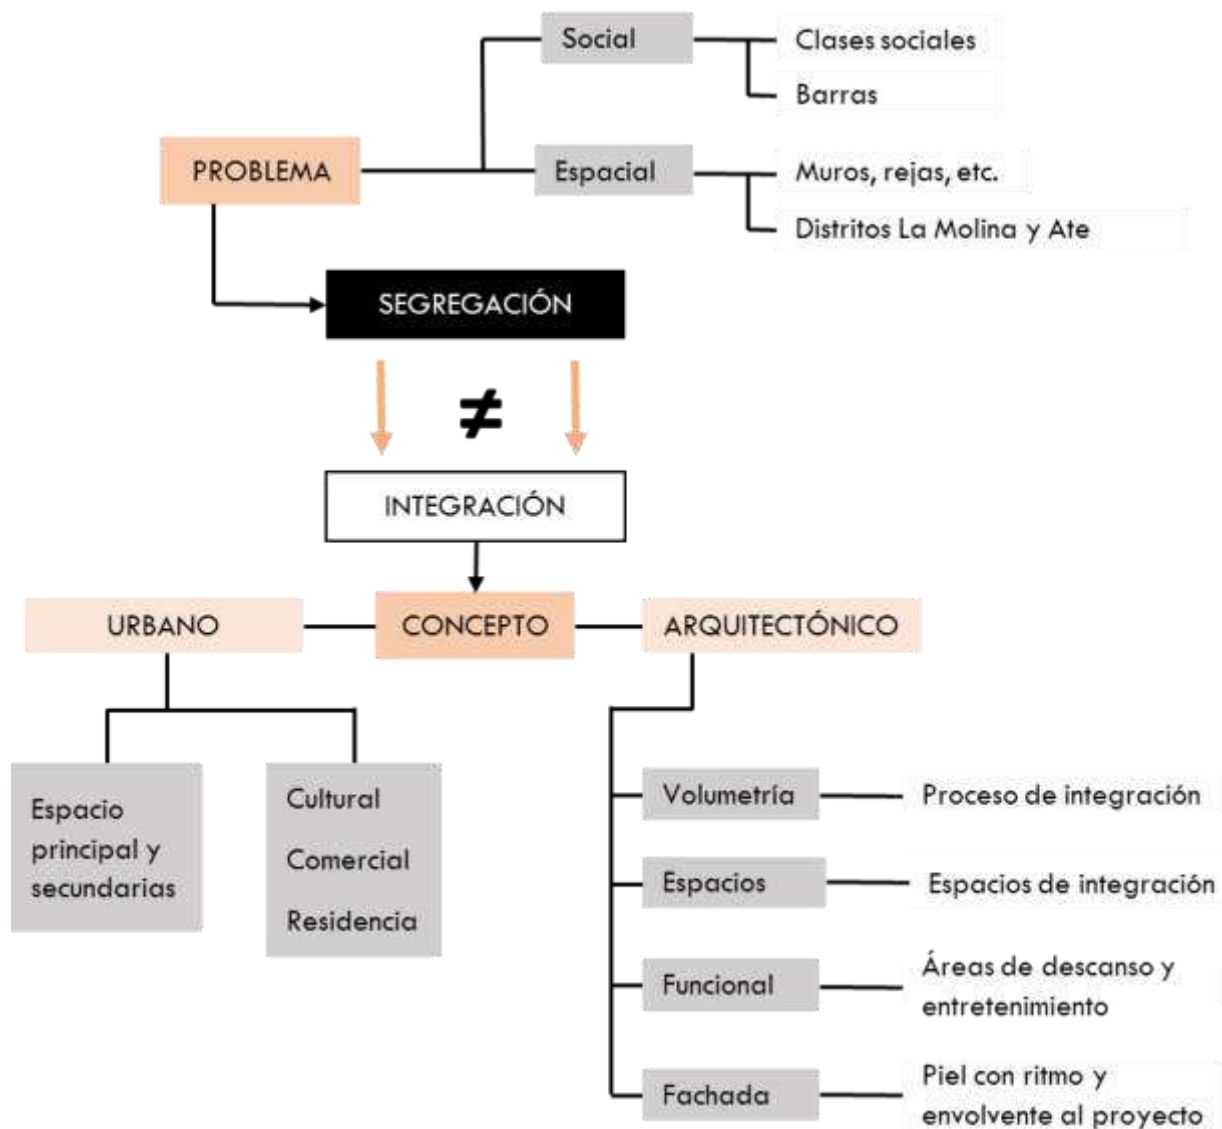 Social
Clases sociales
Barras
PROBLEMA
Espacial
Muros, rejas, etc.
Distritos La Molina y Ate
SEGREGACIÓN
≠
INTEGRACIÓN
URBANO
CONCEPTO
ARQUITECTÓNICO
Espacio
principal y
secundarias
Cultural
Comercial
Residencia
Volumetría
Proceso de integración
Espacios
Espacios de integración
Funcional
Áreas de descanso y
entretenimiento
Fachada
Piel con ritmo y
envolvente al proyecto